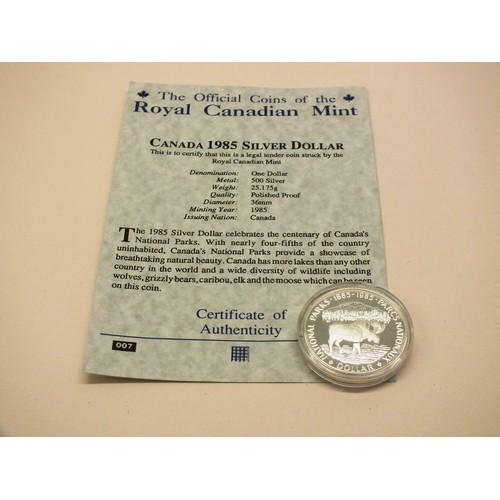 The Official Coins of the
Royal Canadian Mint
CANADA 1985 SILVER DOLLAR
This is to certify that this is a legal tender coin struck by the
Royal Canadian Mint
Denomination: One Dollar
Metal: 500 Silver
Weight: 25.175g
Quality: Polished Proof
Diameter: 36mm
Minting Year: 1985
Issuing Nation: Canada
The 1985 Silver Dollar celebrates the centenary of Canada's
National Parks. With nearly four-fifths of the country
uninhabited, Canada's National Parks provide a showcase of
breathtaking natural beauty. Canada has more lakes than any other
country in the world and a wide diversity of wildlife including
wolves, grizzly bears, caribou, elk and the moose which can be seen
on this coin.
Certificate of
Authenticity
007
NATIONAL PARKS · 1885-1985 · PARCS NATIONAUX
DOLLAR